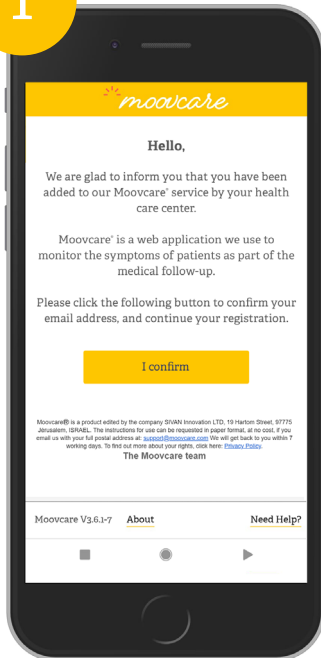 1
moovcare
Hello,
We are glad to inform you that you have been
added to our Moovcare® service by your health
care center.
Moovcare® is a web application we use to
monitor the symptoms of patients as part of the
medical follow-up.
Please click the following button to confirm your
email address, and continue your registration.
I confirm
Moovcare® is a product edited by the company SIVAN Innovation LTD, 19 Hartom Street, 97775
Jerusalem, ISRAEL. The instructions for use can be requested in paper format, at no cost, if you
email us with your full postal address at: support@moovcare.com We will get back to you within 7
working days. To find out more about your rights, click here: Privacy Policy.
The Moovcare team
Moovcare V3.6.1-7 About Need Help?